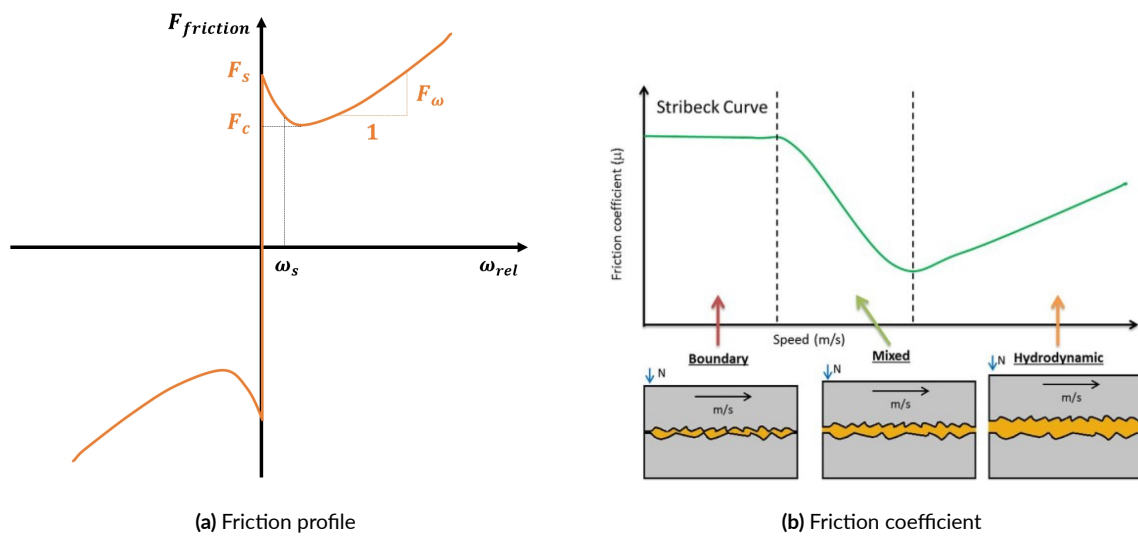 F_friction
F_s
F_c
F_ω
1
ω_s
ω_rel
(a) Friction profile
Stribeck Curve
Friction coefficient (μ)
Speed (m/s)
Boundary
Mixed
Hydrodynamic
N
m/s
N
m/s
N
m/s
(b) Friction coefficient